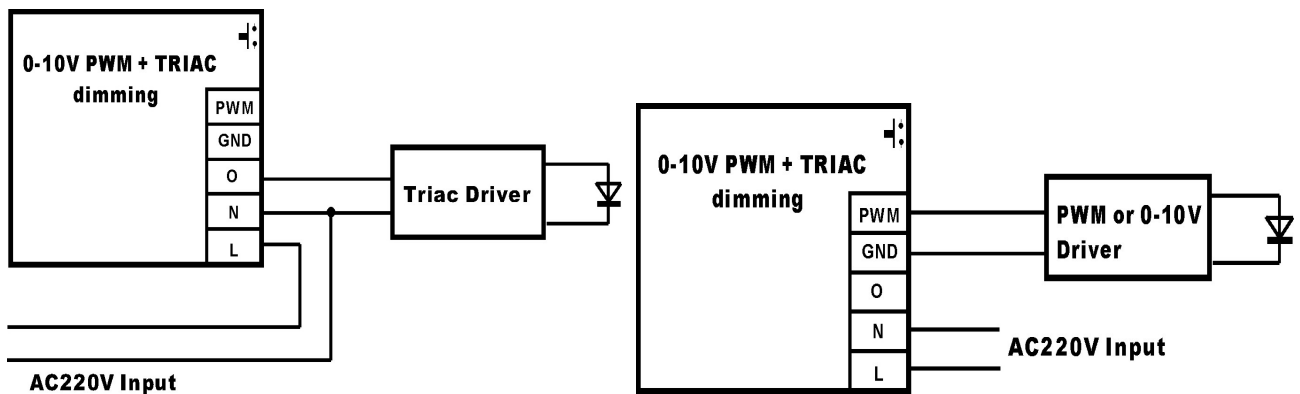 0-10V PWM + TRIAC
dimming
PWM
GND
O
N
L
Triac Driver
AC220V Input
0-10V PWM + TRIAC
dimming
PWM
GND
O
N
L
PWM or 0-10V
Driver
AC220V Input